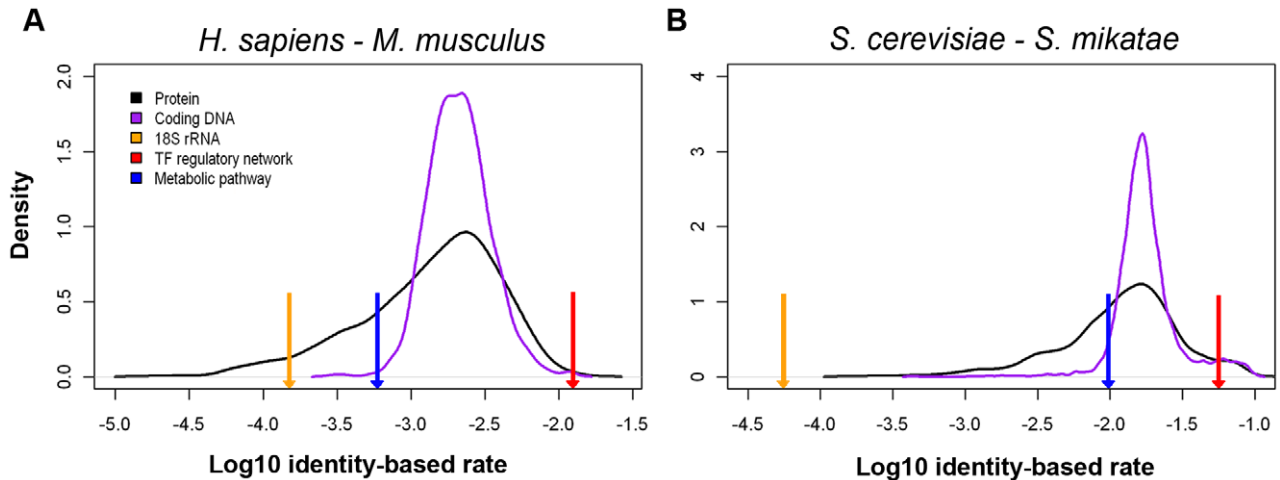 A
H. sapiens - M. musculus
Density
2.0
1.5
1.0
0.5
0.0
Protein
Coding DNA
18S rRNA
TF regulatory network
Metabolic pathway
-5.0 -4.0 -3.5 -3.0 -2.5 -2.0 -1.5
Log10 identity-based rate
B
S. cerevisiae - S. mikatae
4
3
2
1
0
-4.5 -4.0 -3.5 -3.0 -2.5 -2.0 -1.5 -1.0
Log10 identity-based rate